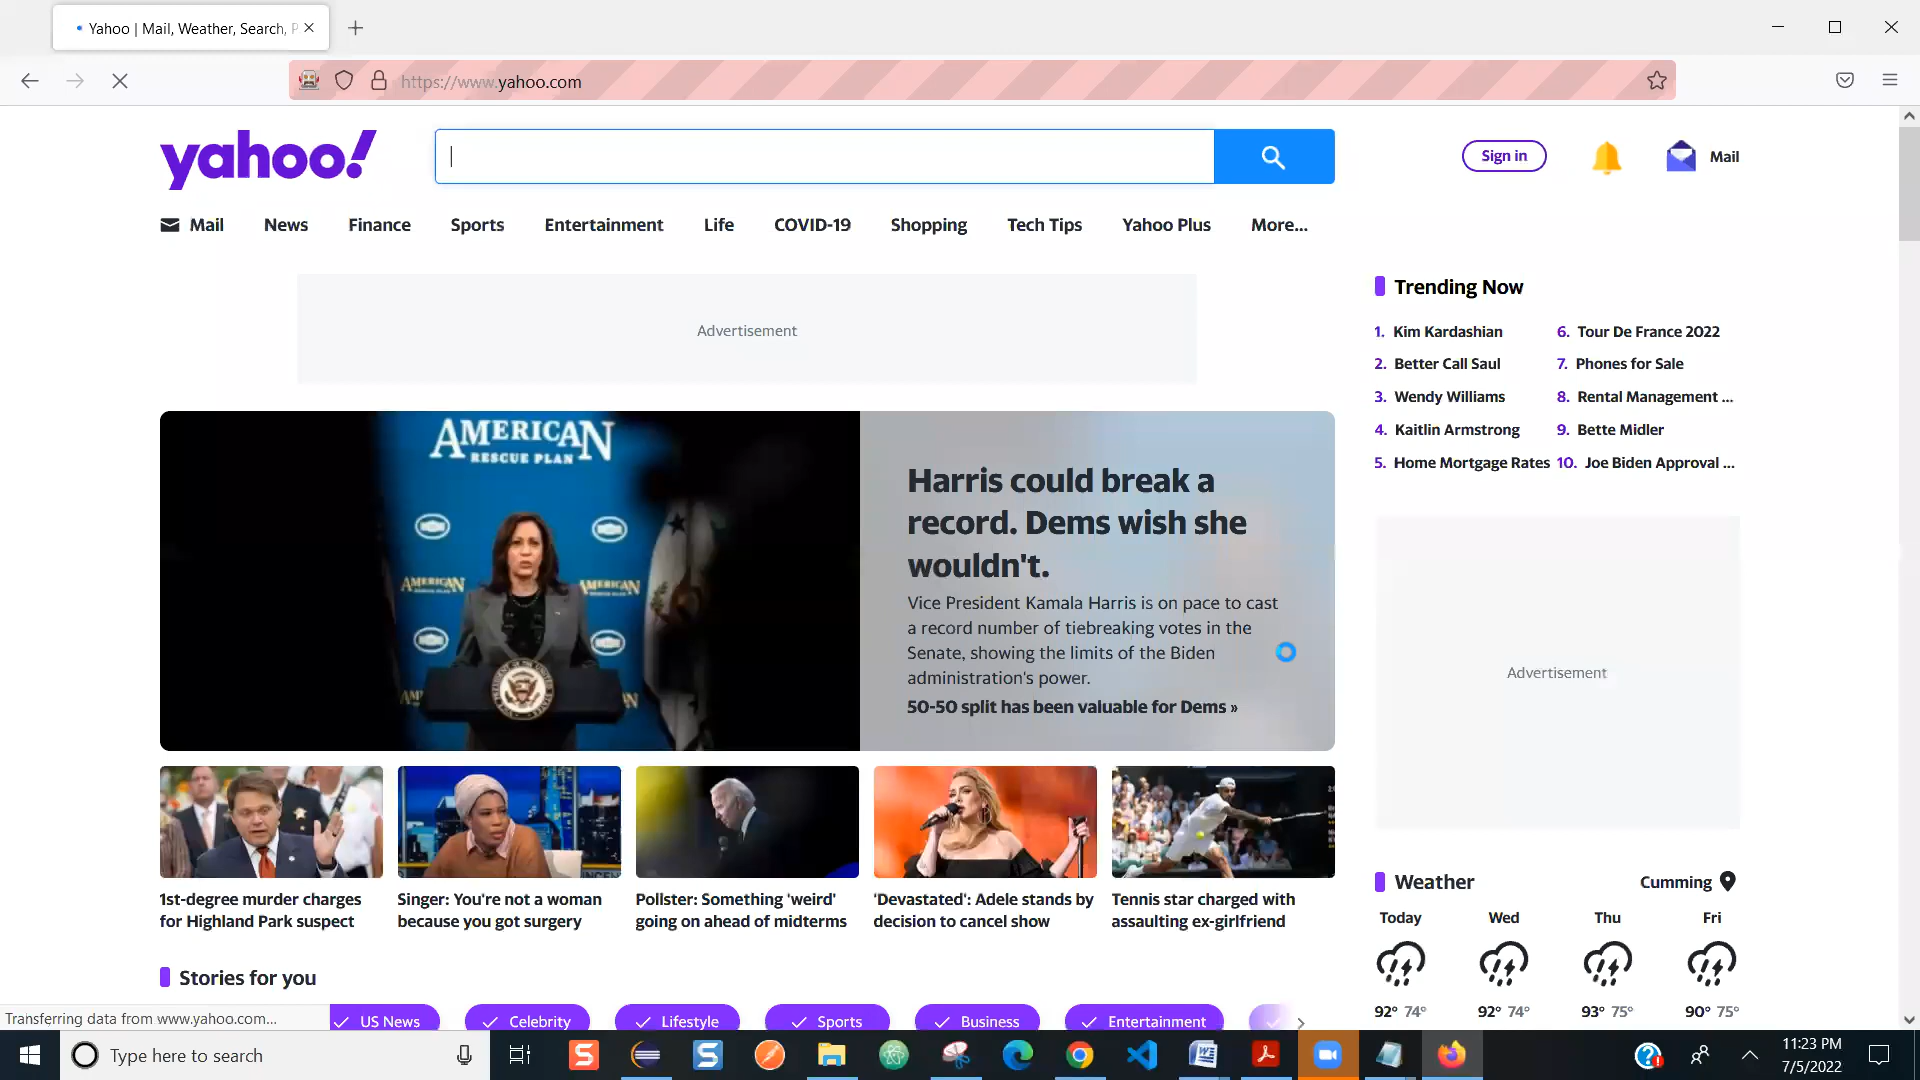 Yahoo | Mail, Weather, Search, P
https://www.yahoo.com
yahoo!
Sign in
Mail
Mail
News
Finance
Sports
Entertainment
Life
COVID-19
Shopping
Tech Tips
Yahoo Plus
More...
Advertisement
Trending Now
1. Kim Kardashian
2. Better Call Saul
3. Wendy Williams
4. Kaitlin Armstrong
5. Home Mortgage Rates
6. Tour De France 2022
7. Phones for Sale
8. Rental Management ...
9. Bette Midler
10. Joe Biden Approval ...
AMERICAN
RESCUE PLAN
AMERICAN
AMERICAN
Harris could break a
record. Dems wish she
wouldn't.
Vice President Kamala Harris is on pace to cast
a record number of tiebreaking votes in the
Senate, showing the limits of the Biden
administration's power.
50-50 split has been valuable for Dems »
Advertisement
1st-degree murder charges
for Highland Park suspect
Singer: You're not a woman
because you got surgery
Pollster: Something 'weird'
going on ahead of midterms
'Devastated': Adele stands by
decision to cancel show
Tennis star charged with
assaulting ex-girlfriend
Weather
Cumming
Today
Wed
Thu
Fri
92° 74°
92° 74°
93° 75°
90° 75°
Stories for you
US News
Celebrity
Lifestyle
Sports
Business
Entertainment
Transferring data from www.yahoo.com...
Type here to search
11:23 PM
7/5/2022